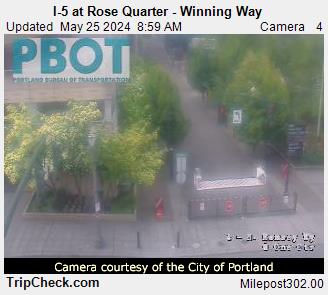 I-5 at Rose Quarter - Winning Way
Updated May 25 2024 8:59 AM Camera 4
PBOT
PORTLAND BUREAU OF TRANSPORTATION
Camera courtesy of the City of Portland
TripCheck.com Milepost302.00